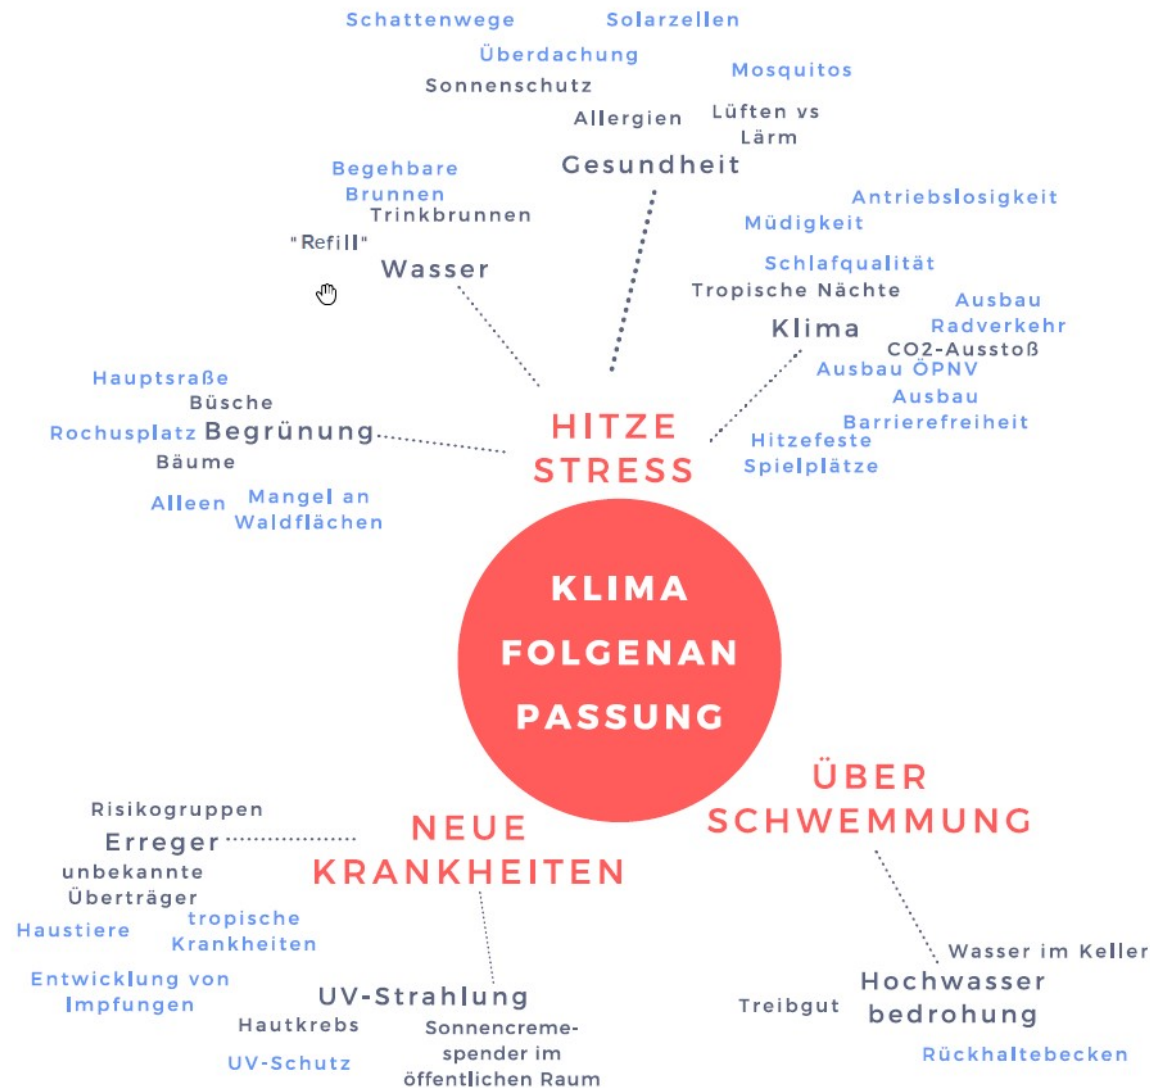 Schattenwege
Solarzellen
Überdachung
Sonnenschutz
Mosquitos
Allergien
Lüften vs
Lärm
Gesundheit
Begehbare
Brunnen
Trinkbrunnen
"Refill"
Wasser
Antriebslosigkeit
Müdigkeit
Schlafqualität
Tropische Nächte
Klima
Ausbau
Radverkehr
CO2-Ausstoß
Ausbau ÖPNV
Ausbau
Barrierefreiheit
Hitzefeste
Spielplätze
Hauptsraße
Büsche
Rochusplatz
Begrünung
Bäume
Alleen
Mangel an
Waldflächen
HITZE
STRESS
KLIMA
FOLGENAN
PASSUNG
ÜBER
SCHWEMMUNG
NEUE
KRANKHEITEN
Risikogruppen
Erreger
unbekannte
Überträger
Haustiere
tropische
Krankheiten
Entwicklung von
Impfungen
UV-Strahlung
Hautkrebs
UV-Schutz
Sonnencreme-
spender im
öffentlichen Raum
Wasser im Keller
Hochwasser
bedrohung
Treibgut
Rückhaltebecken